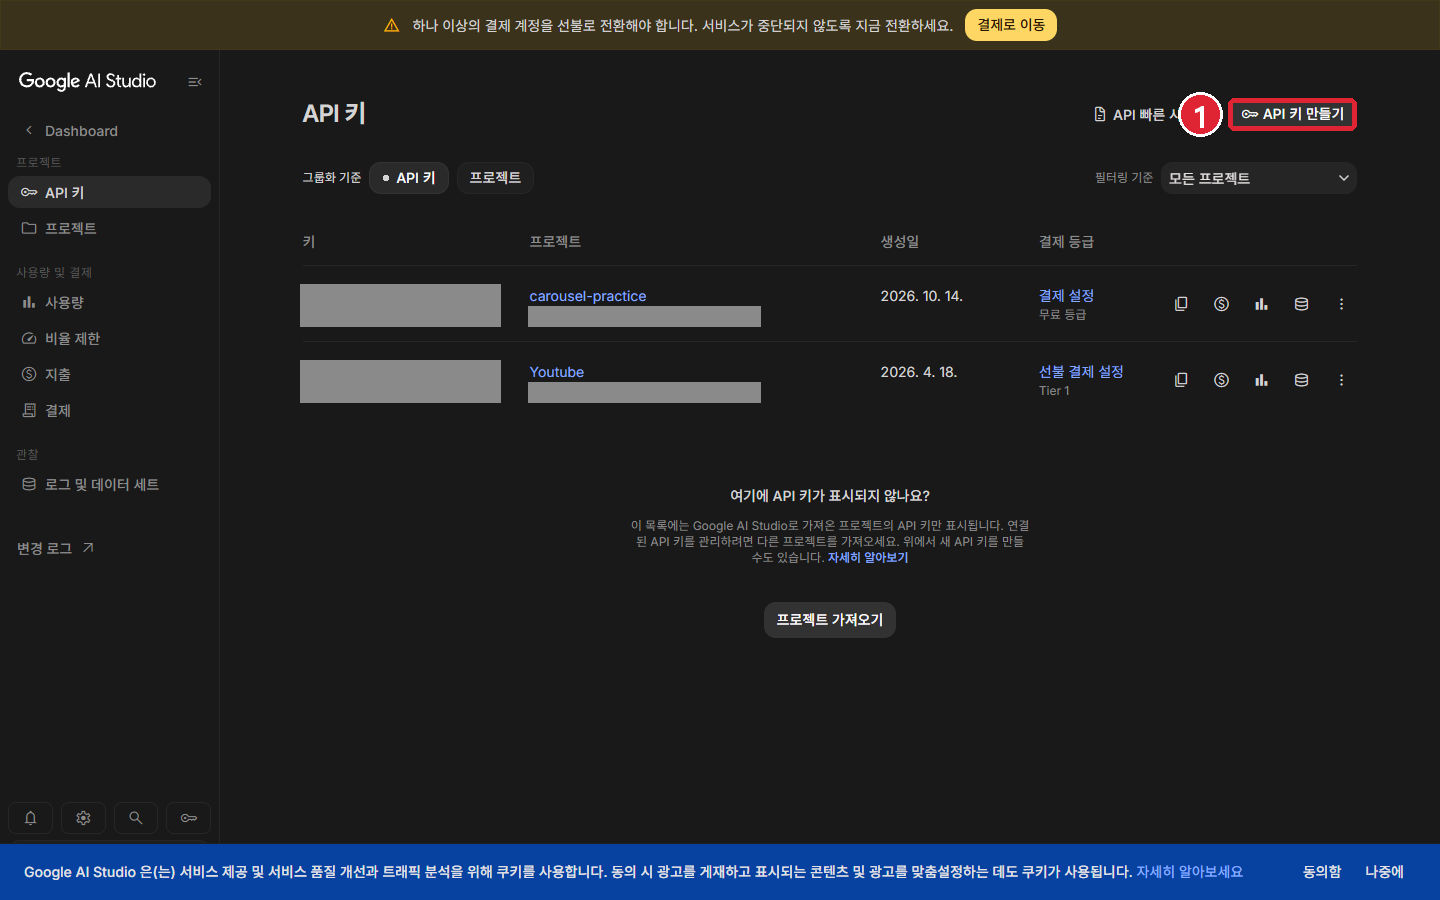 하나 이상의 결제 계정을 선불로 전환해야 합니다. 서비스가 중단되지 않도록 지금 전환하세요.
결제로 이동
Google AI Studio
Dashboard
프로젝트
API 키
프로젝트
사용량 및 결제
사용량
비율 제한
지출
결제
관찰
로그 및 데이터 세트
변경 로그
API 키
API 빠른
1
API 키 만들기
그룹화 기준
API 키
프로젝트
필터링 기준
모든 프로젝트
키 프로젝트 생성일 결제 등급
carousel-practice 2026. 10. 14. 결제 설정
무료 등급
Youtube 2026. 4. 18. 선불 결제 설정
Tier 1
여기에 API 키가 표시되지 않나요?
이 목록에는 Google AI Studio로 가져온 프로젝트의 API 키만 표시됩니다. 연결
된 API 키를 관리하려면 다른 프로젝트를 가져오세요. 위에서 새 API 키를 만들
수도 있습니다. 자세히 알아보기
프로젝트 가져오기
Google AI Studio 은(는) 서비스 제공 및 서비스 품질 개선과 트래픽 분석을 위해 쿠키를 사용합니다. 동의 시 광고를 게재하고 표시되는 콘텐츠 및 광고를 맞춤설정하는 데도 쿠키가 사용됩니다. 자세히 알아보세요
동의함
나중에